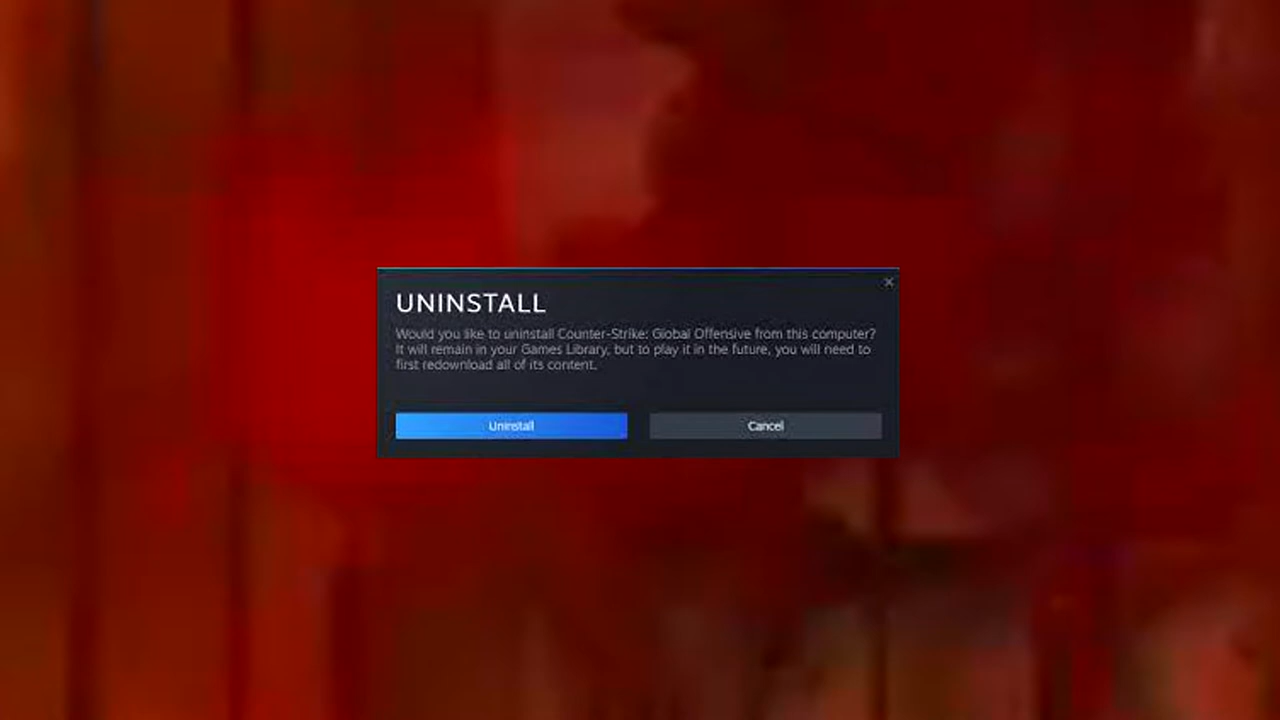 UNINSTALL
Would you like to uninstall Counter-Strike: Global Offensive from this computer?
It will remain in your Games Library, but to play it in the future, you will need to
first redownload all of its content.
Uninstall Cancel